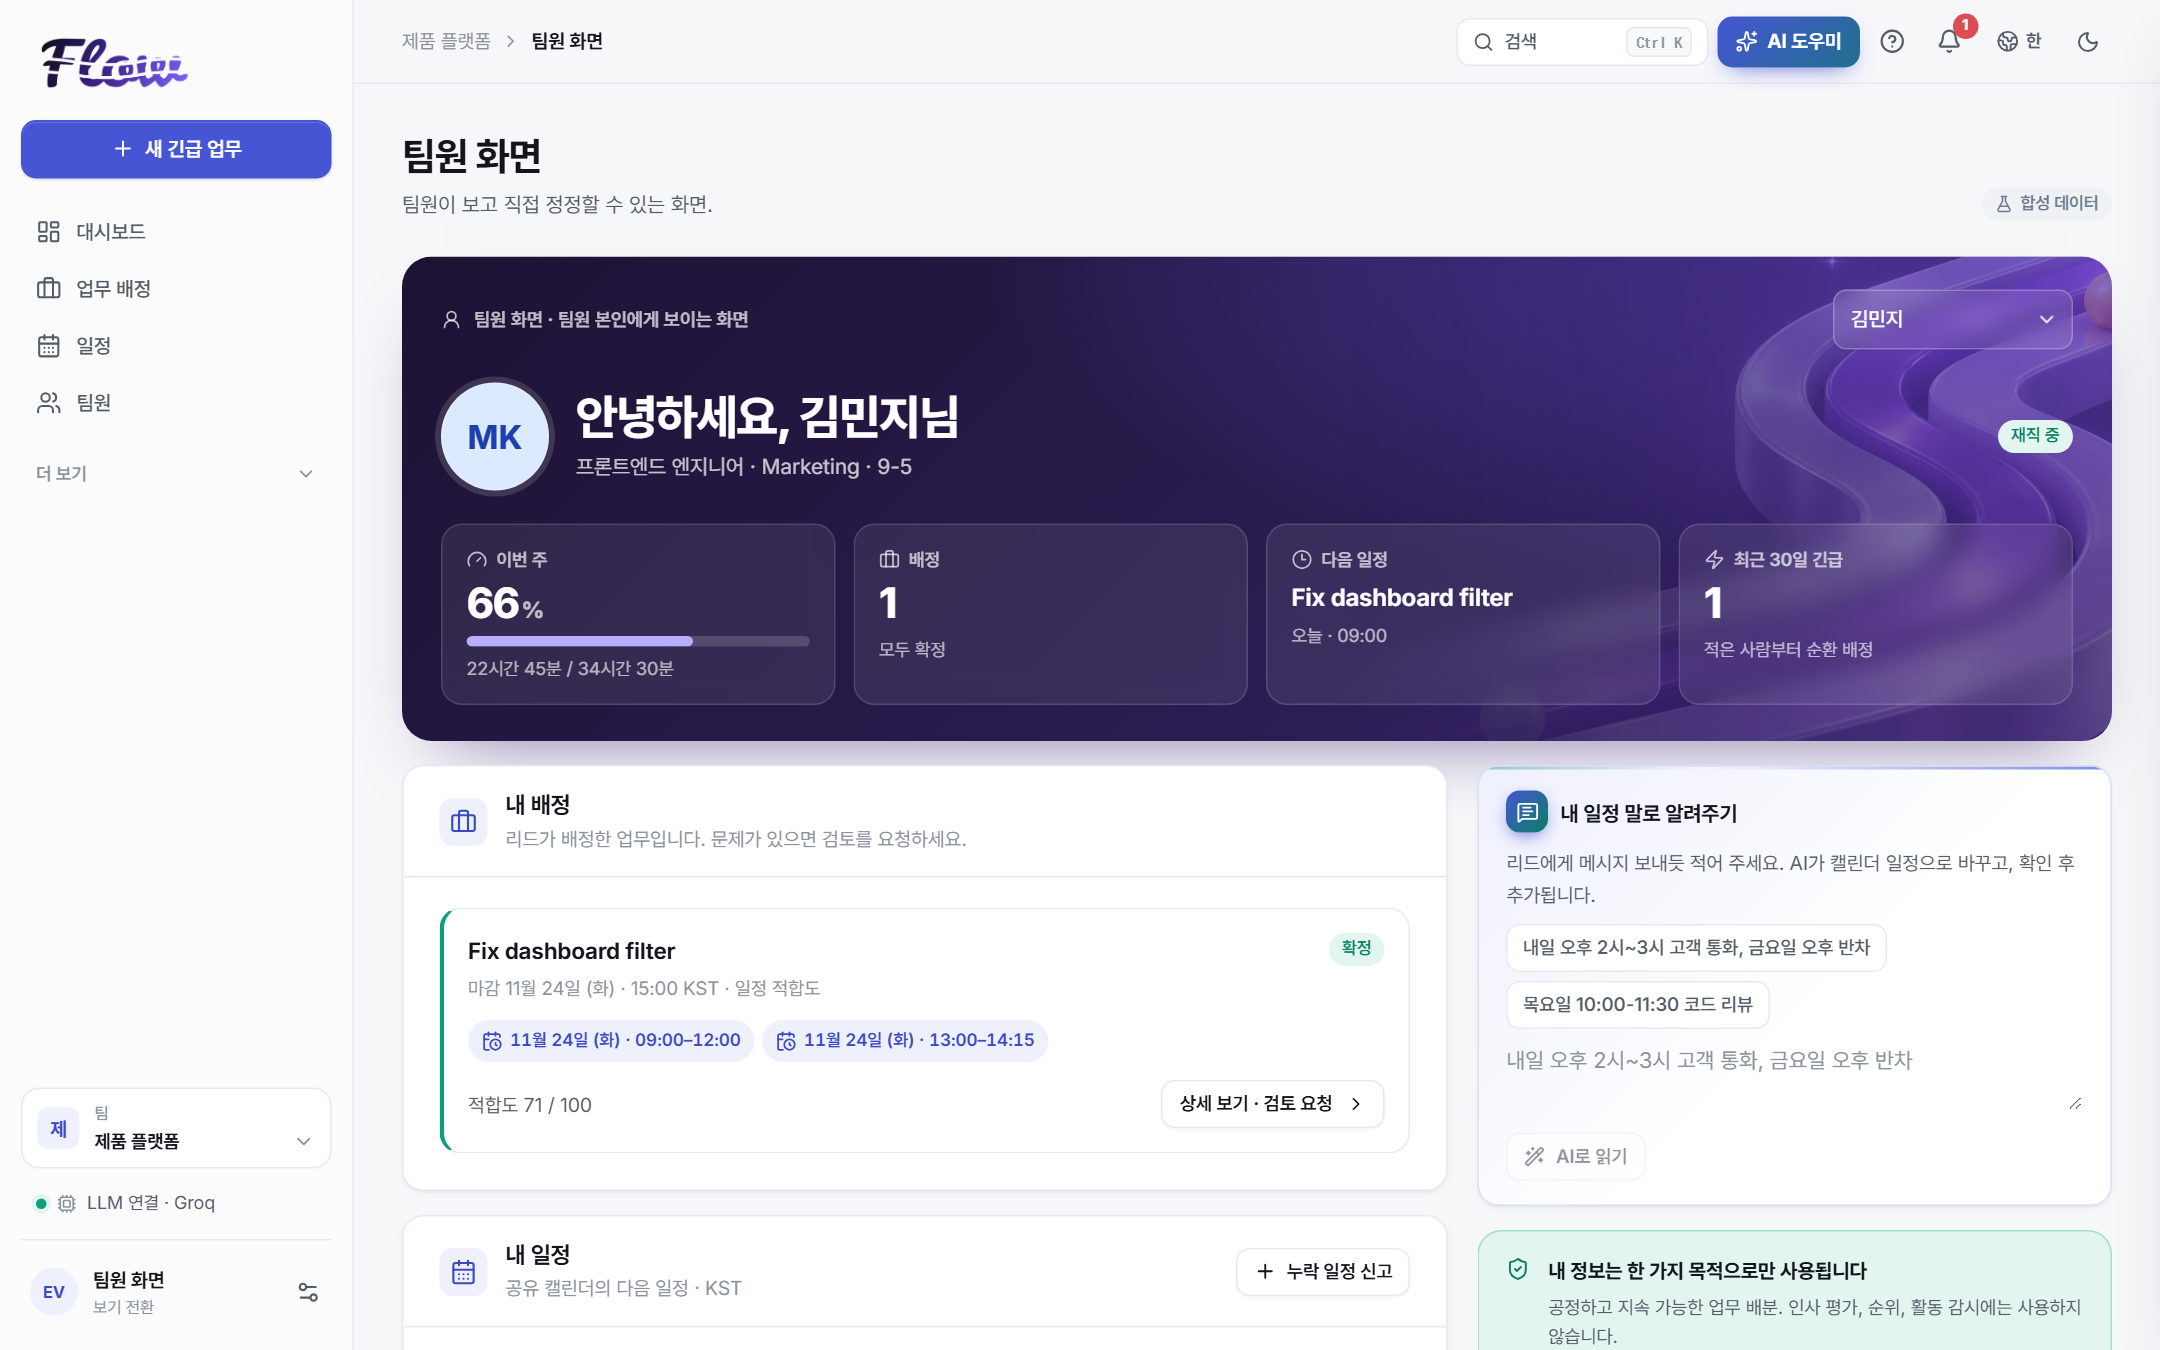 Flow
새 긴급 업무
대시보드
업무 배정
일정
팀원
더 보기
팀
제
제품 플랫폼
LLM 연결 · Groq
EV
팀원 화면
보기 전환
제품 플랫폼 > 팀원 화면
검색
Ctrl K
AI 도우미
1
한
팀원 화면
팀원이 보고 직접 정정할 수 있는 화면.
합성 데이터
팀원 화면 · 팀원 본인에게 보이는 화면
김민지
MK
안녕하세요, 김민지님
프론트엔드 엔지니어 · Marketing · 9-5
재직 중
이번 주
66%
22시간 45분 / 34시간 30분
배정
1
모두 확정
다음 일정
Fix dashboard filter
오늘 · 09:00
최근 30일 긴급
1
적은 사람부터 순환 배정
내 배정
리드가 배정한 업무입니다. 문제가 있으면 검토를 요청하세요.
Fix dashboard filter
확정
마감 11월 24일 (화) · 15:00 KST · 일정 적합도
11월 24일 (화) · 09:00–12:00
11월 24일 (화) · 13:00–14:15
적합도 71 / 100
상세 보기 · 검토 요청
내 일정
공유 캘린더의 다음 일정 · KST
누락 일정 신고
내 일정 말로 알려주기
리드에게 메시지 보내듯 적어 주세요. AI가 캘린더 일정으로 바꾸고, 확인 후
추가됩니다.
내일 오후 2시~3시 고객 통화, 금요일 오후 반차
목요일 10:00-11:30 코드 리뷰
내일 오후 2시~3시 고객 통화, 금요일 오후 반차
AI로 읽기
내 정보는 한 가지 목적으로만 사용됩니다
공정하고 지속 가능한 업무 배분. 인사 평가, 순위, 활동 감시에는 사용하지
않습니다.